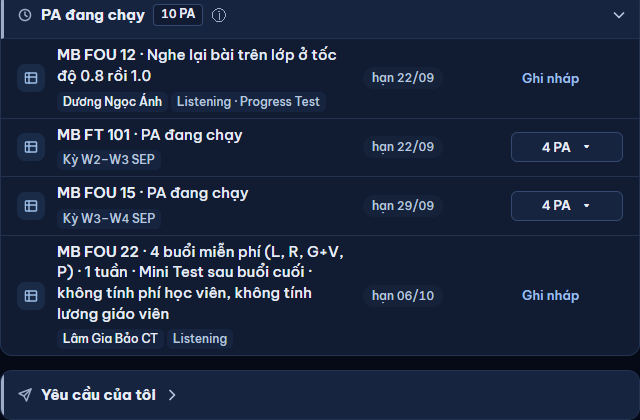 PA đang chạy 10 PA
MB FOU 12 · Nghe lại bài trên lớp ở tốc
độ 0.8 rồi 1.0
Dương Ngọc Ánh Listening · Progress Test
hạn 22/09
Ghi nháp
MB FT 101 · PA đang chạy
Kỳ W2–W3 SEP
hạn 22/09
4 PA
MB FOU 15 · PA đang chạy
Kỳ W3–W4 SEP
hạn 29/09
4 PA
MB FOU 22 · 4 buổi miễn phí (L, R, G+V,
P) · 1 tuần · Mini Test sau buổi cuối ·
không tính phí học viên, không tính
lương giáo viên
Lâm Gia Bảo CT Listening
hạn 06/10
Ghi nháp
Yêu cầu của tôi